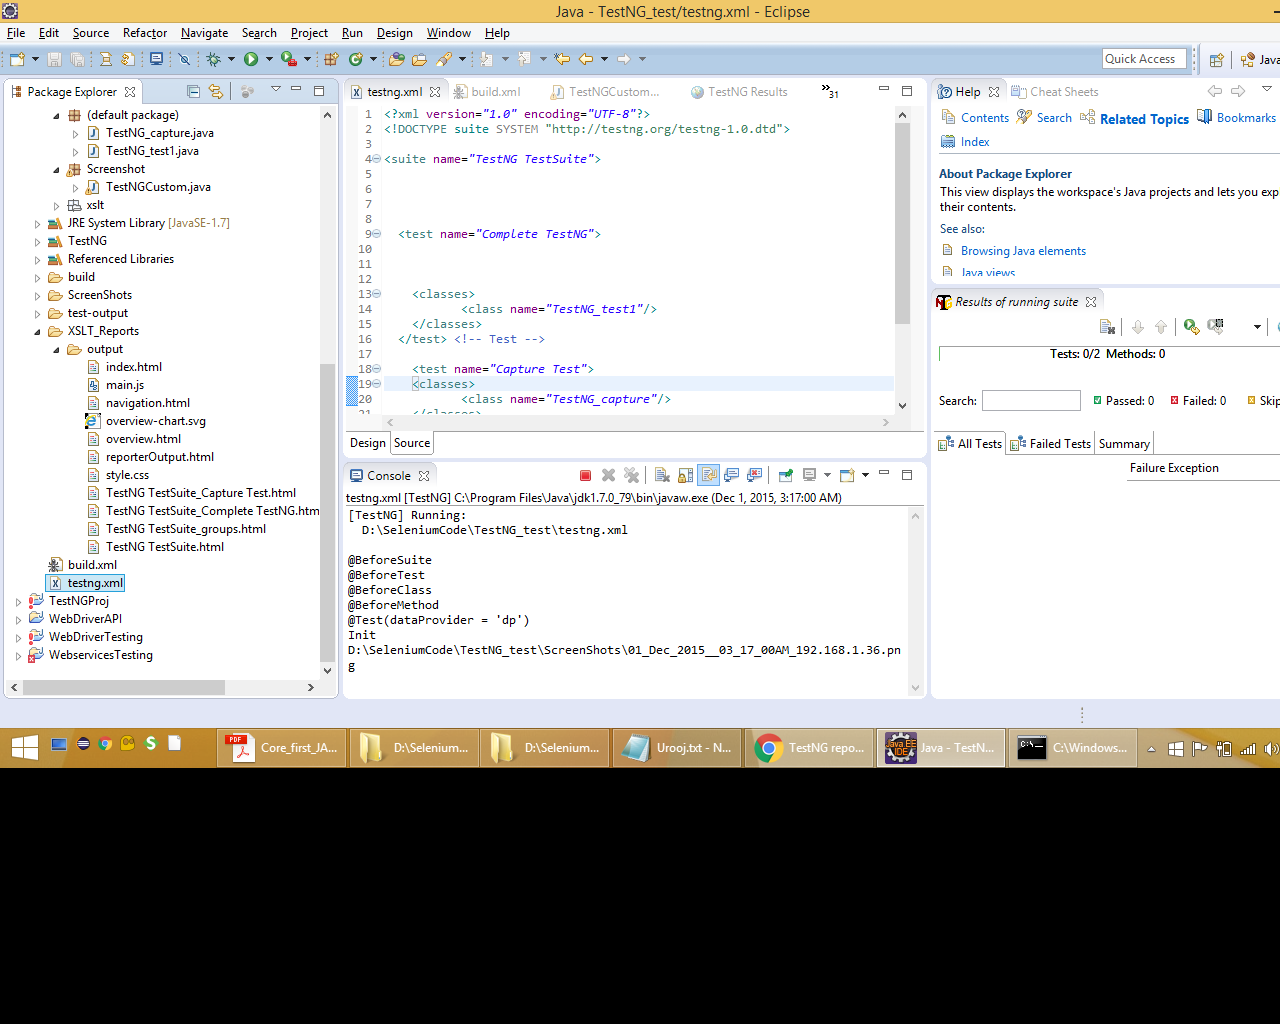 Java - TestNG_test/testng.xml - Eclipse
File Edit Source Refactor Navigate Search Project Run Design Window Help
Quick Access
Java
Package Explorer
(default package)
TestNG_capture.java
TestNG_test1.java
Screenshot
TestNGCustom.java
xslt
JRE System Library [JavaSE-1.7]
TestNG
Referenced Libraries
build
ScreenShots
test-output
XSLT_Reports
output
index.html
main.js
navigation.html
overview-chart.svg
overview.html
reporterOutput.html
style.css
TestNG TestSuite_Capture Test.html
TestNG TestSuite_Complete TestNG.htm
TestNG TestSuite_groups.html
TestNG TestSuite.html
build.xml
testng.xml
TestNGProj
WebDriverAPI
WebDriverTesting
WebservicesTesting
testng.xml build.xml TestNGCustom... TestNG Results »31
1 <?xml version="1.0" encoding="UTF-8"?>
2 <!DOCTYPE suite SYSTEM "http://testng.org/testng-1.0.dtd">
3
4 <suite name="TestNG TestSuite">
5
6
7
8
9 <test name="Complete TestNG">
10
11
12
13 <classes>
14 <class name="TestNG_test1"/>
15 </classes>
16 </test> <!-- Test -->
17
18 <test name="Capture Test">
19 <classes>
20 <class name="TestNG_capture"/>
21 </classes>
Design Source
Console
testng.xml [TestNG] C:\Program Files\Java\jdk1.7.0_79\bin\javaw.exe (Dec 1, 2015, 3:17:00 AM)
[TestNG] Running:
D:\SeleniumCode\TestNG_test\testng.xml
@BeforeSuite
@BeforeTest
@BeforeClass
@BeforeMethod
@Test(dataProvider = 'dp')
Init
D:\SeleniumCode\TestNG_test\ScreenShots\01_Dec_2015__03_17_00AM_192.168.1.36.pn
g
Help Cheat Sheets
Contents Search Related Topics Bookmarks
Index
About Package Explorer
This view displays the workspace's Java projects and lets you exp
their contents.
See also:
Browsing Java elements
Java views
Results of running suite
Tests: 0/2 Methods: 0
Search: Passed: 0 Failed: 0 Skip
All Tests Failed Tests Summary
Failure Exception
PDF Core_first_JA... D:\Selenium... D:\Selenium... Urooj.txt - N... TestNG repo... Java EE IDE Java - TestN... C:\Windows...